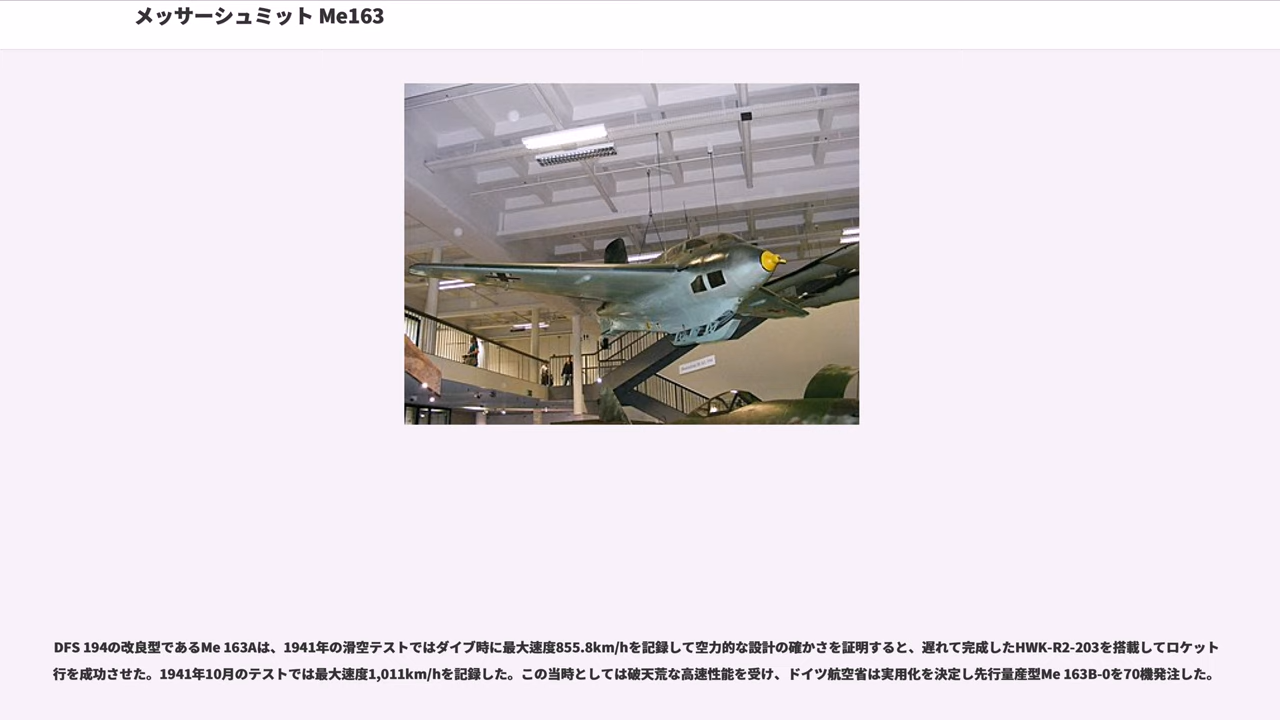 メッサーシュミット Me163
DFS 194の改良型であるMe 163Aは、1941年の滑空テストではダイブ時に最大速度855.8km/hを記録して空力的な設計の確かさを証明すると、遅れて完成したHWK-R2-203を搭載してロケット
行を成功させた。1941年10月のテストでは最大速度1,011km/hを記録した。この当時としては破天荒な高速性能を受け、ドイツ航空省は実用化を決定し先行量産型Me 163B-0を70機発注した。